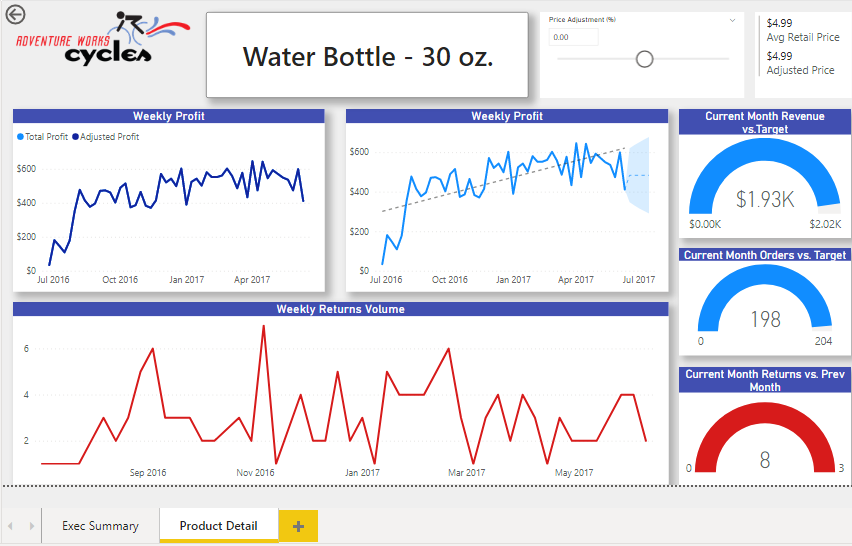 ADVENTURE WORKS
cycles
Water Bottle - 30 oz.
Price Adjustment (%)
0.00
$4.99
Avg Retail Price
$4.99
Adjusted Price
Weekly Profit
Total Profit Adjusted Profit
$600
$400
$200
$0
Jul 2016 Oct 2016 Jan 2017 Apr 2017
Weekly Profit
$600
$400
$200
$0
Jul 2016 Oct 2016 Jan 2017 Apr 2017 Jul 2017
Current Month Revenue
vs.Target
$1.93K
$0.00K $2.02K
Current Month Orders vs. Target
198
0 204
Weekly Returns Volume
6
4
2
Sep 2016 Nov 2016 Jan 2017 Mar 2017 May 2017
Current Month Returns vs. Prev
Month
8
0 3
Exec Summary Product Detail +